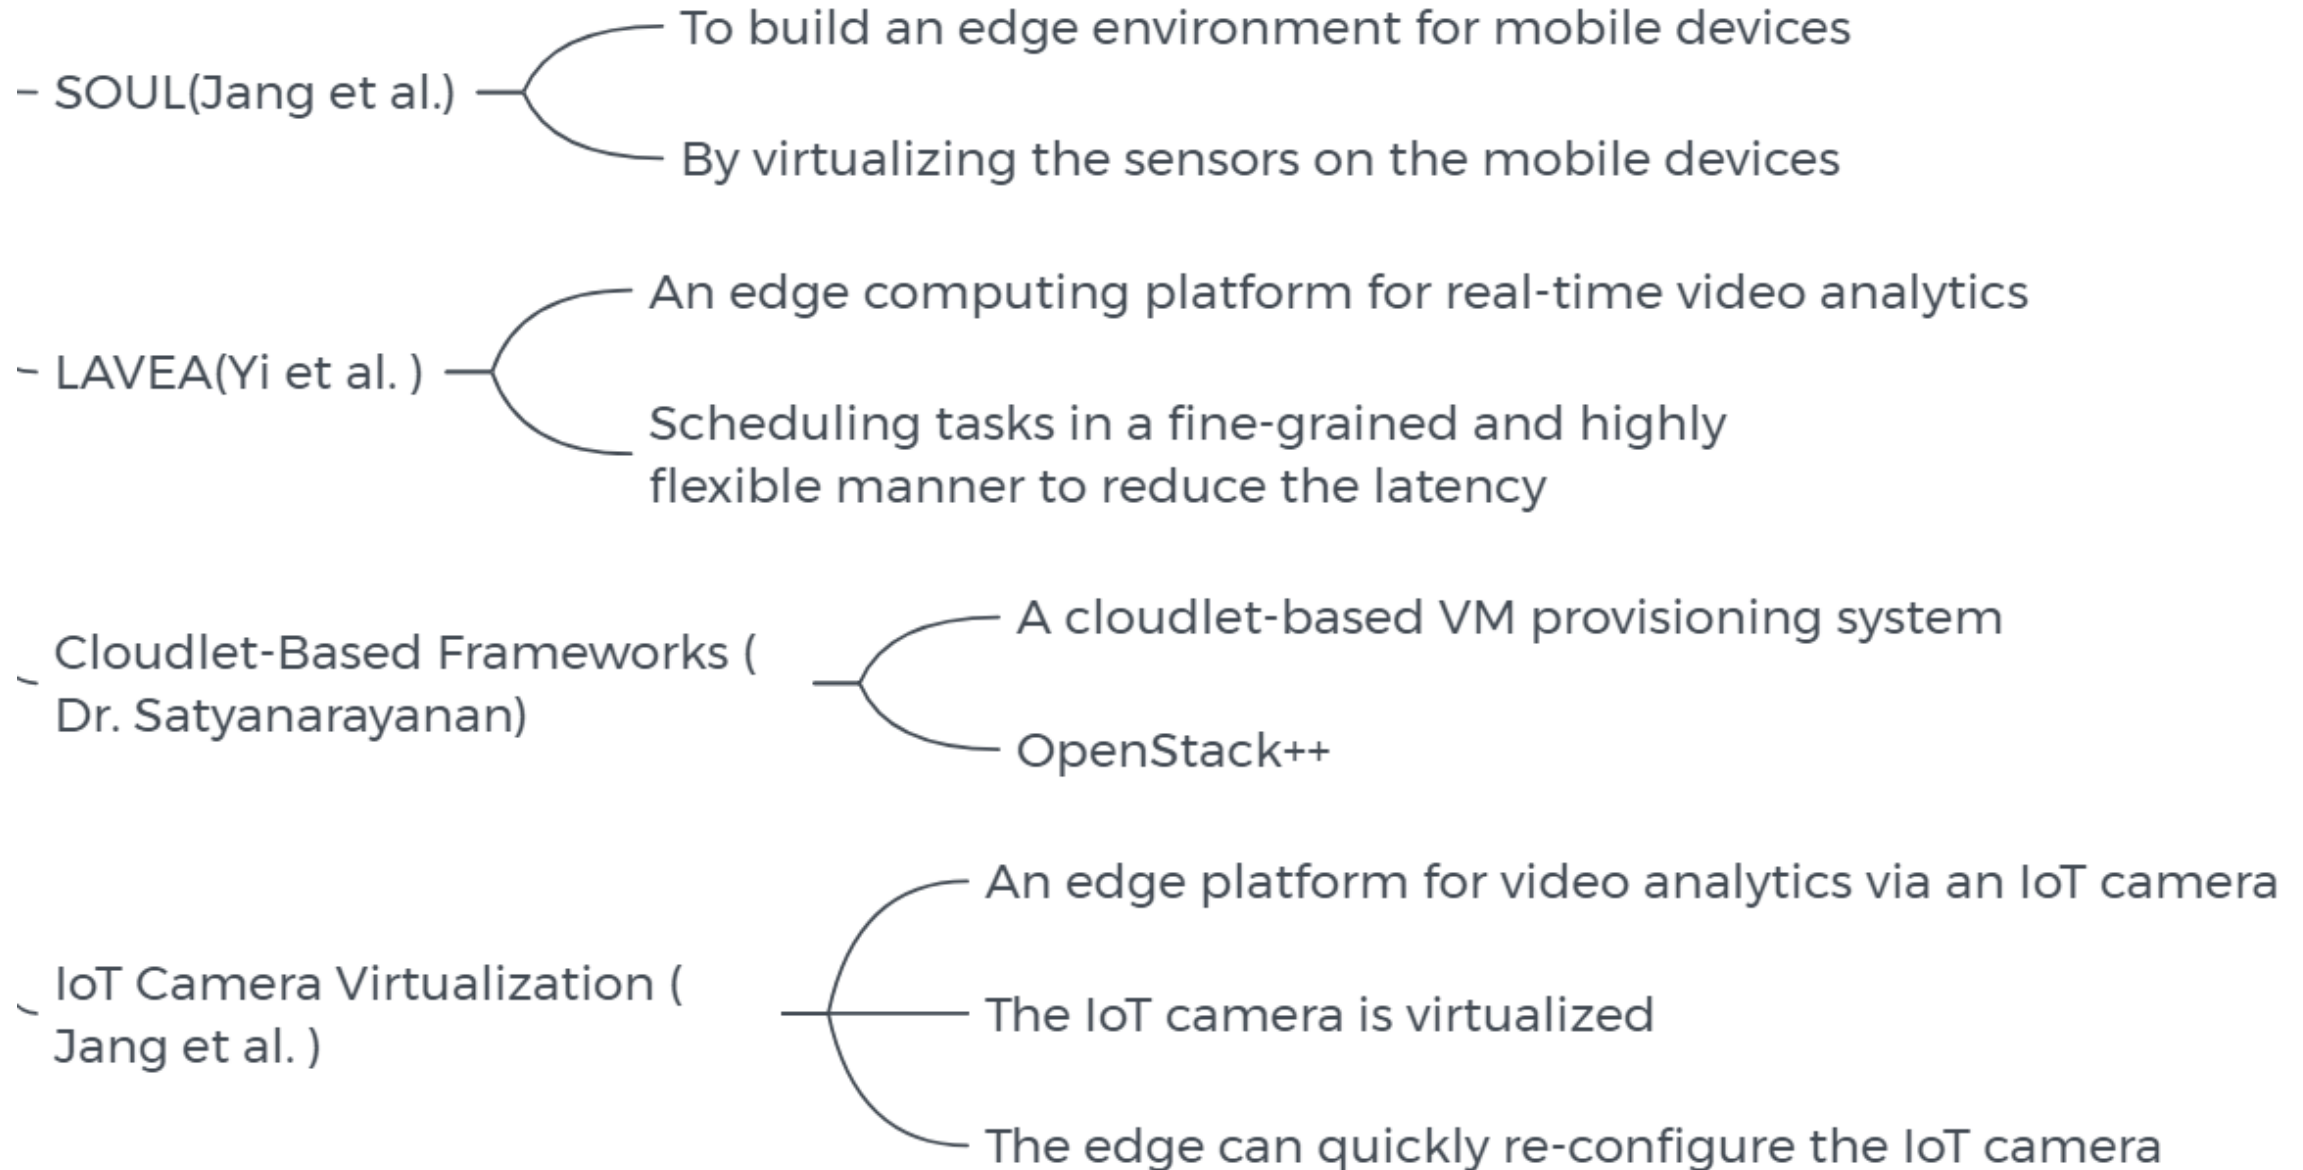 To build an edge environment for mobile devices
SOUL(Jang et al.)
By virtualizing the sensors on the mobile devices
An edge computing platform for real-time video analytics
LAVEA(Yi et al. )
Scheduling tasks in a fine-grained and highly
flexible manner to reduce the latency
A cloudlet-based VM provisioning system
Cloudlet-Based Frameworks (
Dr. Satyanarayanan)
OpenStack++
An edge platform for video analytics via an IoT camera
IoT Camera Virtualization (
Jang et al. )
The IoT camera is virtualized
The edge can quickly re-configure the IoT camera